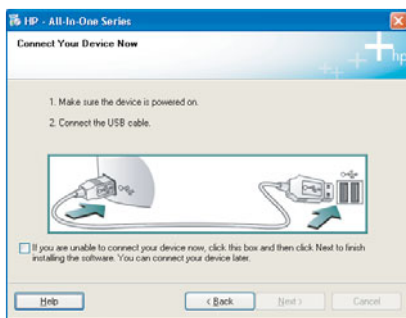 HP - All-In-One Series
Connect Your Device Now
hp
1. Make sure the device is powered on.
2. Connect the USB cable.
If you are unable to connect your device now, click this box and then click Next to finish
installing the software. You can connect your device later.
Help
< Back
Next >
Cancel